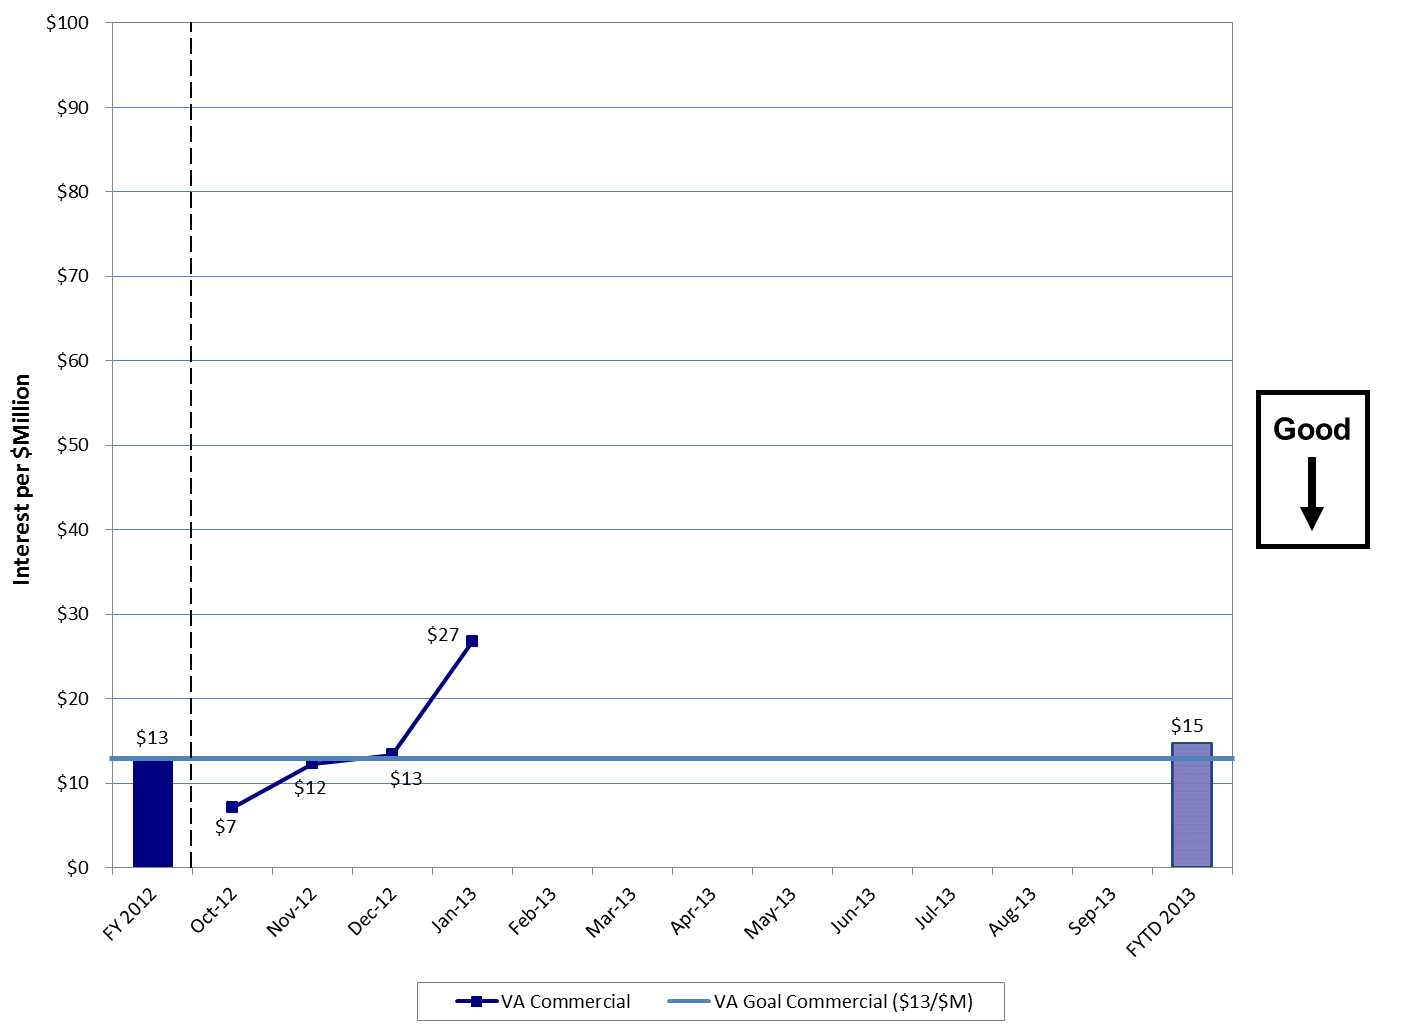 $100
$90
$80
$70
$60
$50
$40
$30
$20
$10
$0
Interest per $Million
$13
$7
$12
$13
$27
$15
Good
FY 2012
Oct-12
Nov-12
Dec-12
Jan-13
Feb-13
Mar-13
Apr-13
May-13
Jun-13
Jul-13
Aug-13
Sep-13
FYTD 2013
VA Commercial
VA Goal Commercial ($13/$M)